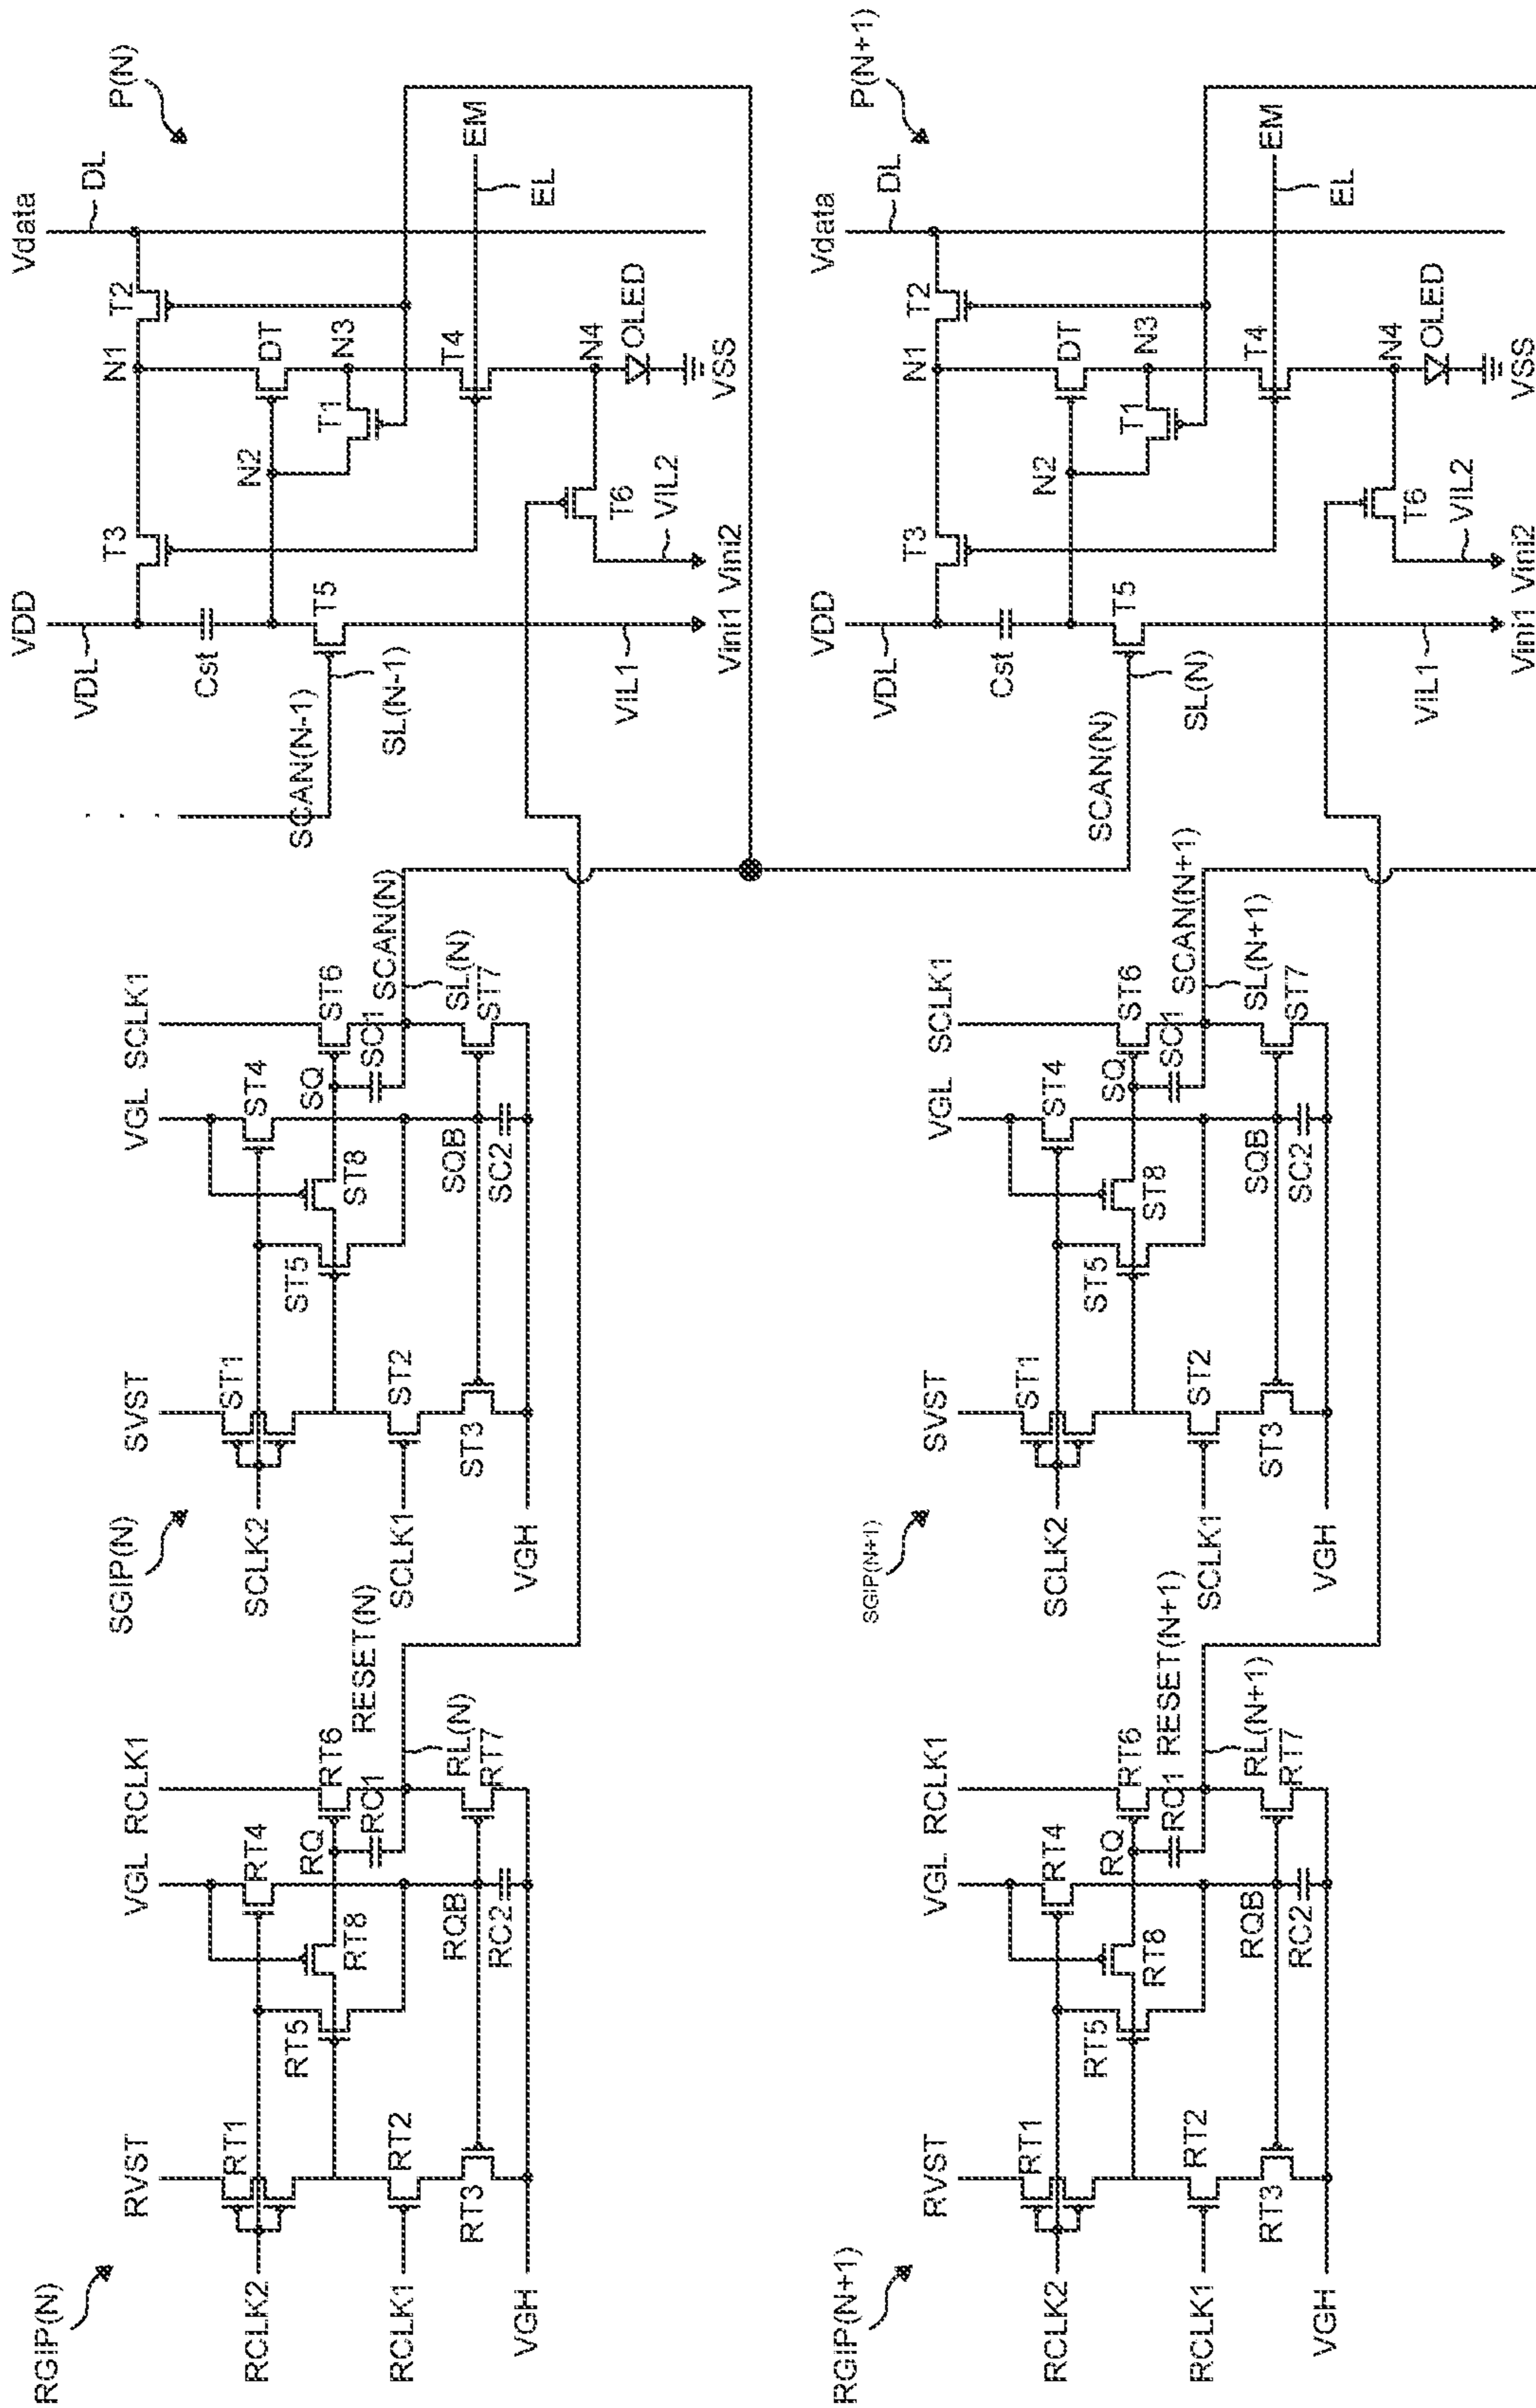 RGIP(N)
RVST
VGL
RCLK1
RT1
RT4
RCLK2
RT8
RQ
RT6
RT5
RC1
RESET(N)
RCLK1
RT2
RL(N)
RQB
RT7
RT3
RC2
VGH
SGIP(N)
SVST
VGL
SCLK1
ST1
ST4
SCLK2
ST8
SQ
ST6
ST5
SC1
SCAN(N)
SCLK1
ST2
SL(N)
SQB
ST7
ST3
SC2
VGH
P(N)
VDD
Vdata
VDL
T3
N1
T2
DL
Cst
SCAN(N-1)
N2
DT
T5
T1
N3
SL(N-1)
T4
EM
EL
T6
N4
VIL1
VIL2
OLED
Vini1
Vini2
VSS
RGIP(N+1)
RVST
VGL
RCLK1
RT1
RT4
RCLK2
RT8
RQ
RT6
RT5
RC1
RESET(N+1)
RCLK1
RT2
RL(N+1)
RQB
RT7
RT3
RC2
VGH
SGIP(N+1)
SVST
VGL
SCLK1
ST1
ST4
SCLK2
ST8
SQ
ST6
ST5
SC1
SCAN(N+1)
SCLK1
ST2
SL(N+1)
SQB
ST7
ST3
SC2
VGH
P(N+1)
VDD
Vdata
VDL
T3
N1
T2
DL
Cst
SCAN(N)
N2
DT
T5
T1
N3
SL(N)
T4
EM
EL
T6
N4
VIL1
VIL2
OLED
Vini1
Vini2
VSS